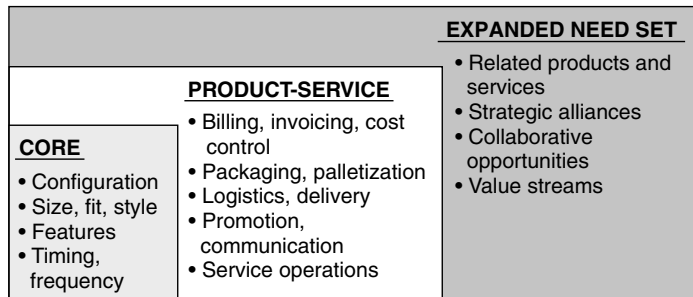 EXPANDED NEED SET
• Related products and
services
• Strategic alliances
• Collaborative
opportunities
• Value streams
PRODUCT-SERVICE
• Billing, invoicing, cost
control
• Packaging, palletization
• Logistics, delivery
• Promotion,
communication
• Service operations
CORE
• Configuration
• Size, fit, style
• Features
• Timing,
frequency